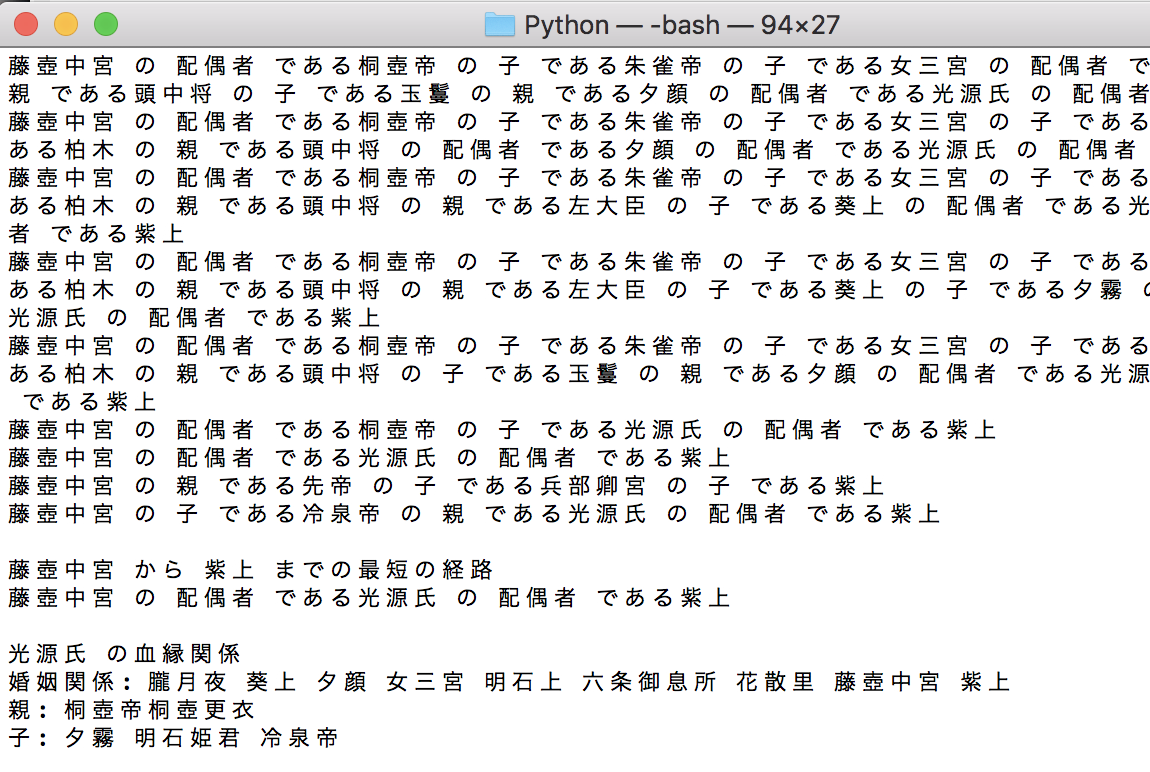 Python — -bash — 94×27
藤壺中宮 の 配偶者 である桐壺帝 の 子 である朱雀帝 の 子 である女三宮 の 配偶者 で
親 である頭中将 の 子 である玉鬘 の 親 である夕顔 の 配偶者 である光源氏 の 配偶者
藤壺中宮 の 配偶者 である桐壺帝 の 子 である朱雀帝 の 子 である女三宮 の 子 である
ある柏木 の 親 である頭中将 の 配偶者 である夕顔 の 配偶者 である光源氏 の 配偶者
藤壺中宮 の 配偶者 である桐壺帝 の 子 である朱雀帝 の 子 である女三宮 の 子 である
ある柏木 の 親 である頭中将 の 親 である左大臣 の 子 である葵上 の 配偶者 である光
者 である紫上
藤壺中宮 の 配偶者 である桐壺帝 の 子 である朱雀帝 の 子 である女三宮 の 子 である
ある柏木 の 親 である頭中将 の 親 である左大臣 の 子 である葵上 の 子 である夕霧 の
光源氏 の 配偶者 である紫上
藤壺中宮 の 配偶者 である桐壺帝 の 子 である朱雀帝 の 子 である女三宮 の 子 である
ある柏木 の 親 である頭中将 の 子 である玉鬘 の 親 である夕顔 の 配偶者 である光源
である紫上
藤壺中宮 の 配偶者 である桐壺帝 の 子 である光源氏 の 配偶者 である紫上
藤壺中宮 の 配偶者 である光源氏 の 配偶者 である紫上
藤壺中宮 の 親 である先帝 の 子 である兵部卿宮 の 子 である紫上
藤壺中宮 の 子 である冷泉帝 の 親 である光源氏 の 配偶者 である紫上
藤壺中宮 から 紫上 までの最短の経路
藤壺中宮 の 配偶者 である光源氏 の 配偶者 である紫上
光源氏 の血縁関係
婚姻関係: 朧月夜 葵上 夕顔 女三宮 明石上 六条御息所 花散里 藤壺中宮 紫上
親: 桐壺帝桐壺更衣
子: 夕霧 明石姫君 冷泉帝